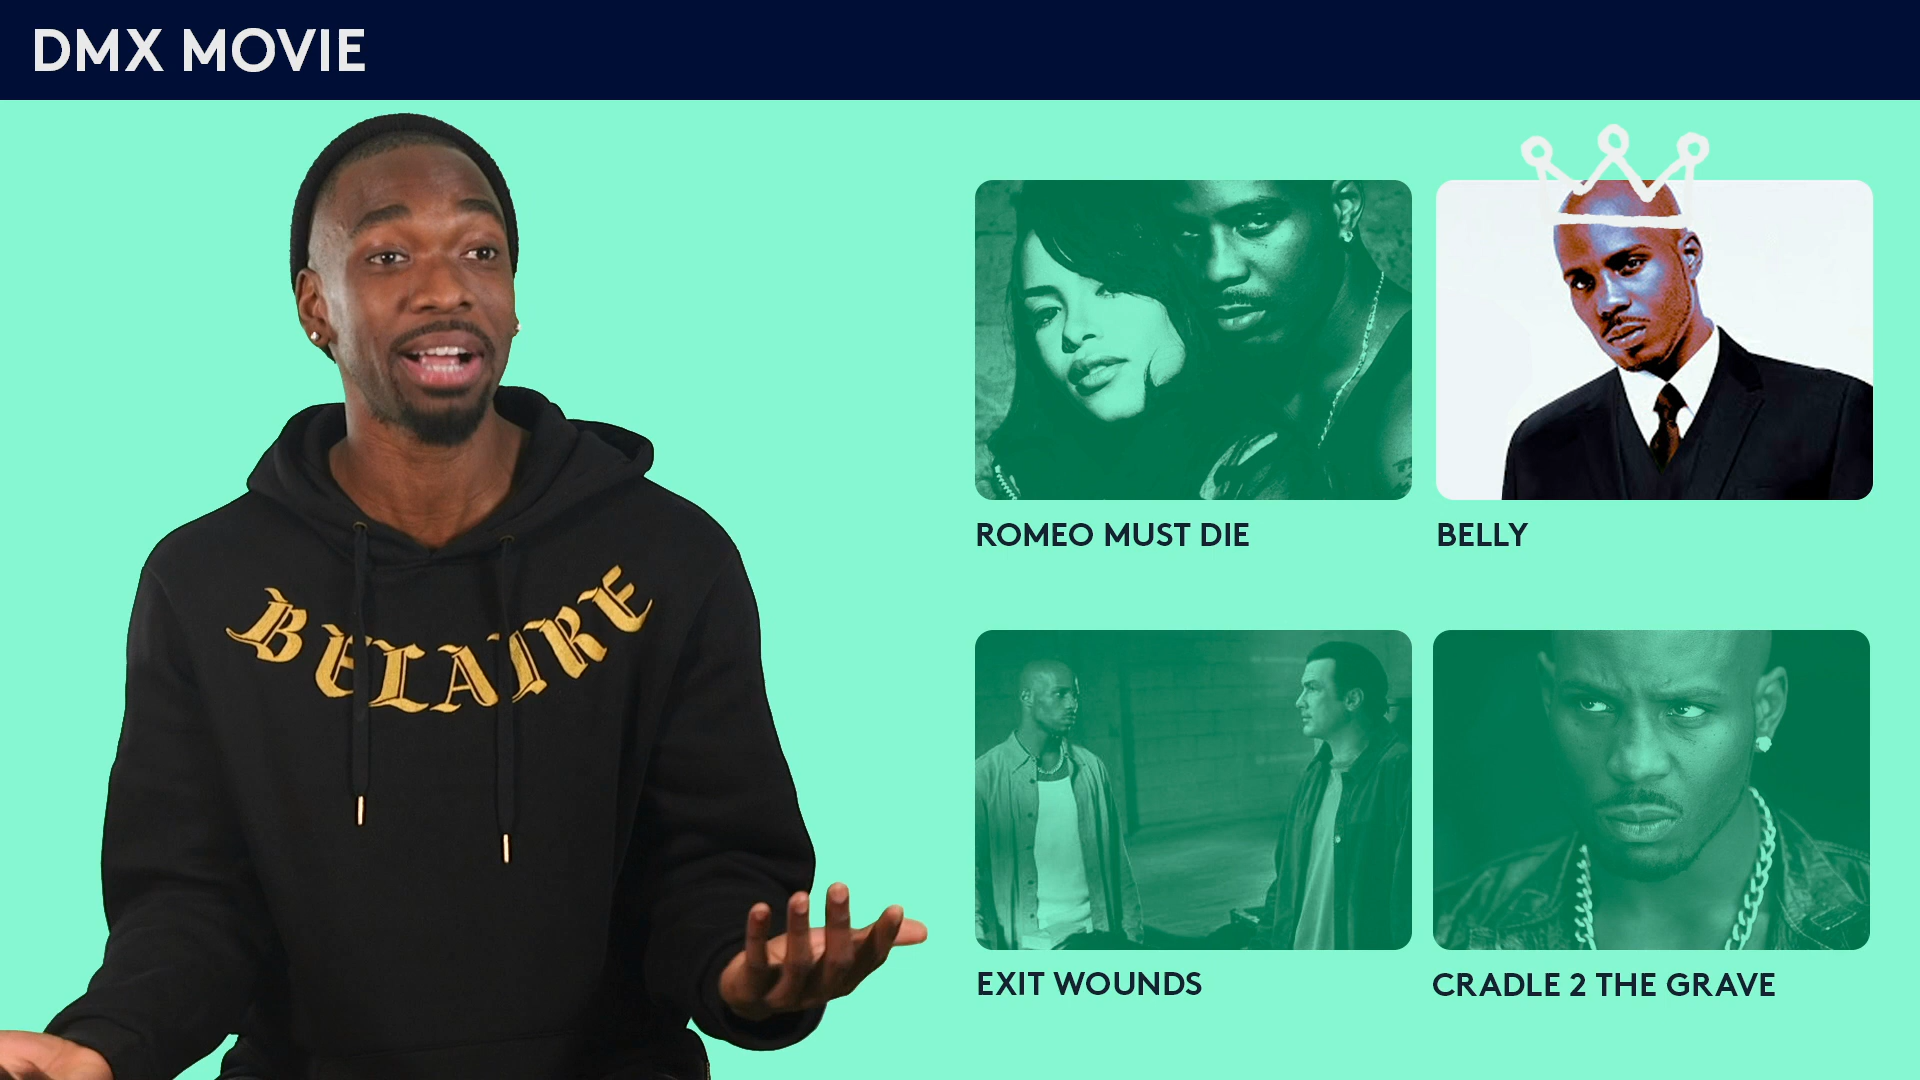 DMX MOVIE
BELAIRE
ROMEO MUST DIE
BELLY
EXIT WOUNDS
CRADLE 2 THE GRAVE